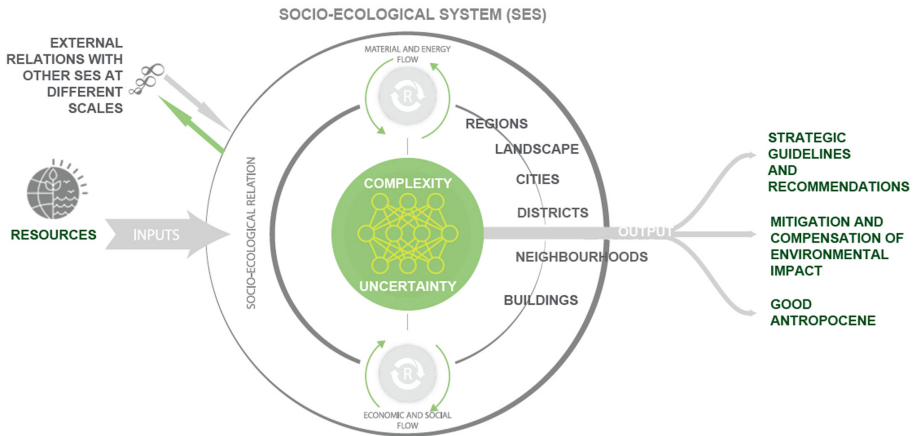 SOCIO-ECOLOGICAL SYSTEM (SES)
EXTERNAL
RELATIONS WITH
OTHER SES AT
DIFFERENT
SCALES
MATERIAL AND ENERGY
FLOW
R
REGIONS
LANDSCAPE
CITIES
DISTRICTS
NEIGHBOURHOODS
BUILDINGS
COMPLEXITY
UNCERTAINTY
SOCIO-ECOLOGICAL RELATION
RESOURCES
INPUTS
OUTPUT
R
ECONOMIC AND SOCIAL
FLOW
STRATEGIC
GUIDELINES
AND
RECOMMENDATIONS
MITIGATION AND
COMPENSATION OF
ENVIRONMENTAL
IMPACT
GOOD
ANTROPOCENE